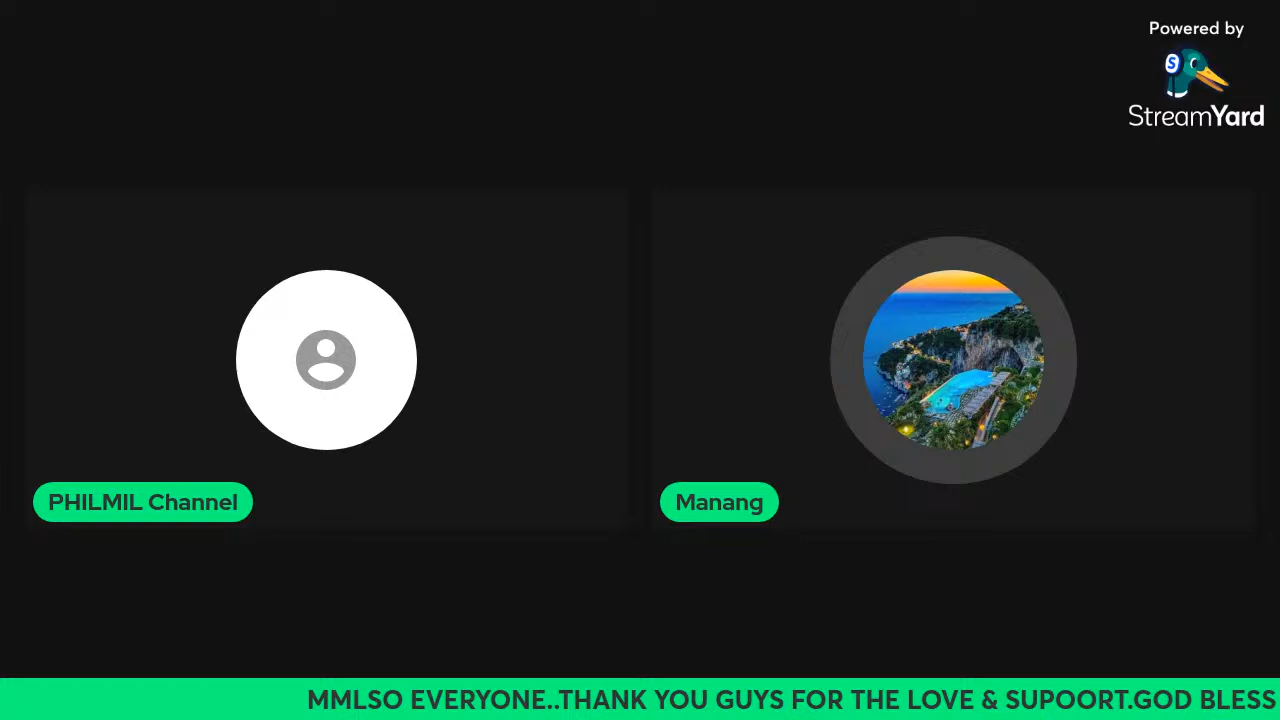 Powered by
S
StreamYard
PHILMIL Channel
Manang
MMLSO EVERYONE..THANK YOU GUYS FOR THE LOVE & SUPOORT.GOD BLESS